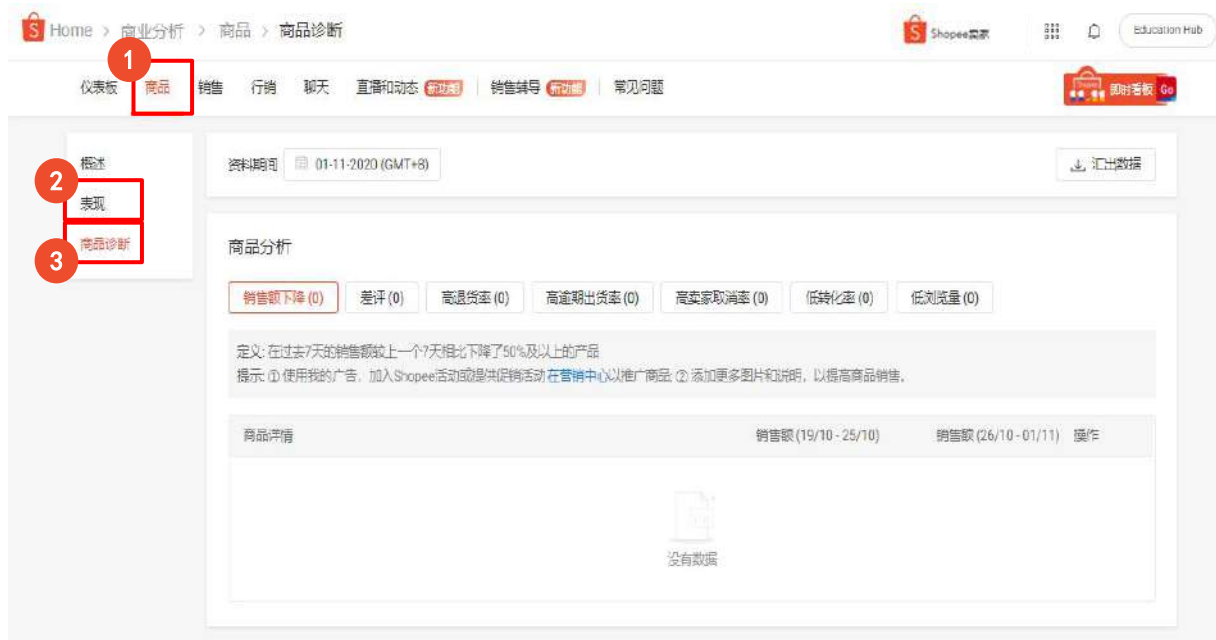 Home > 商业分析 > 商品 > 商品诊断
Shopee卖家
Education Hub
1
仪表板 商品 销售 行销 聊天 直播和动态 新功能 销售辅导 新功能 常见问题
即时看板 Go
概述
2
表现
商品诊断
3
资料期间 01-11-2020 (GMT+8)
汇出数据
商品分析
销售额下降 (0) 差评 (0) 高退货率 (0) 高逾期出货率 (0) 高卖家取消率 (0) 低转化率 (0) 低浏览量 (0)
定义: 在过去7天的销售额较上一个7天相比下降了50%及以上的产品
提示: ① 使用我的广告、加入Shopee活动或提供促销活动 在营销中心以推广商品; ② 添加更多图片和说明，以提高商品销售。
商品详情 销售额 (19/10 - 25/10) 销售额 (26/10 - 01/11) 操作
没有数据